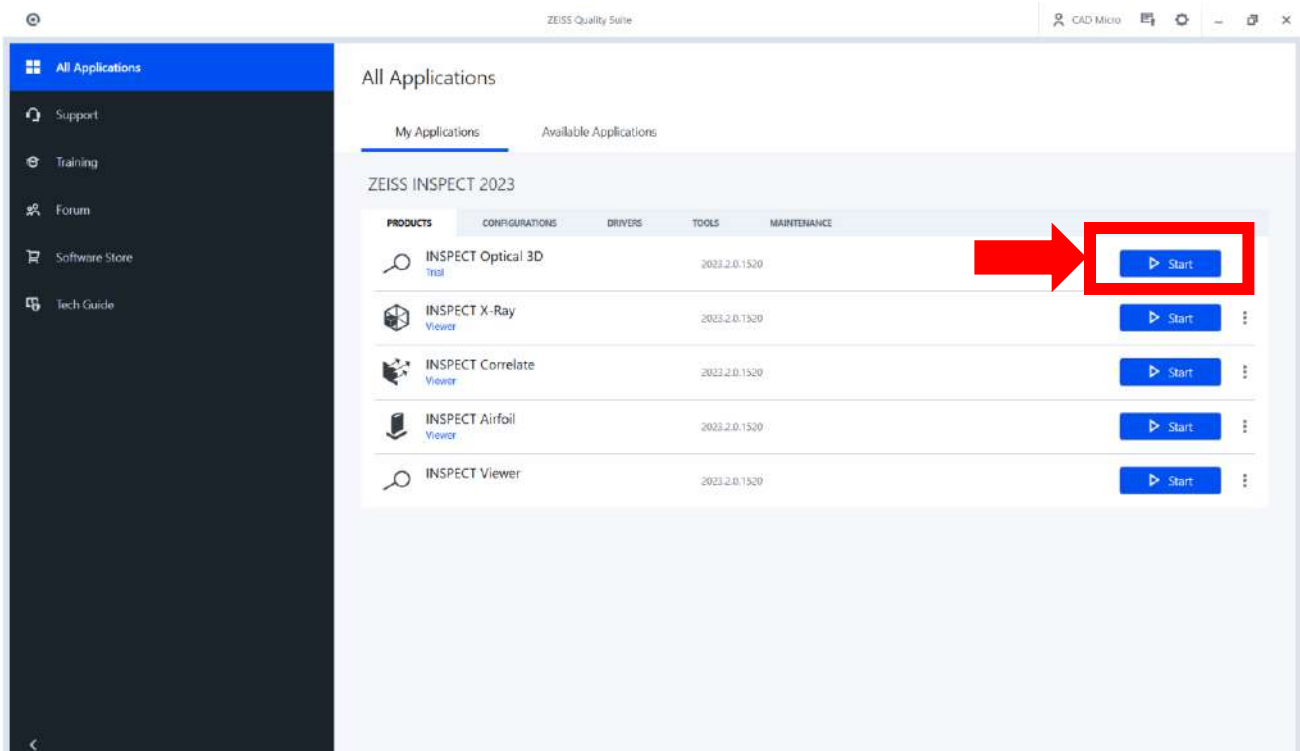 ZEISS Quality Suite
CAD Micro
All Applications
Support
Training
Forum
Software Store
Tech Guide
All Applications
My Applications
Available Applications
ZEISS INSPECT 2023
PRODUCTS CONFIGURATIONS DRIVERS TOOLS MAINTENANCE
INSPECT Optical 3D
Trial
2023.2.0.1520
Start
INSPECT X-Ray
Viewer
2023.2.0.1520
Start
INSPECT Correlate
Viewer
2023.2.0.1520
Start
INSPECT Airfoil
Viewer
2023.2.0.1520
Start
INSPECT Viewer
2023.2.0.1520
Start